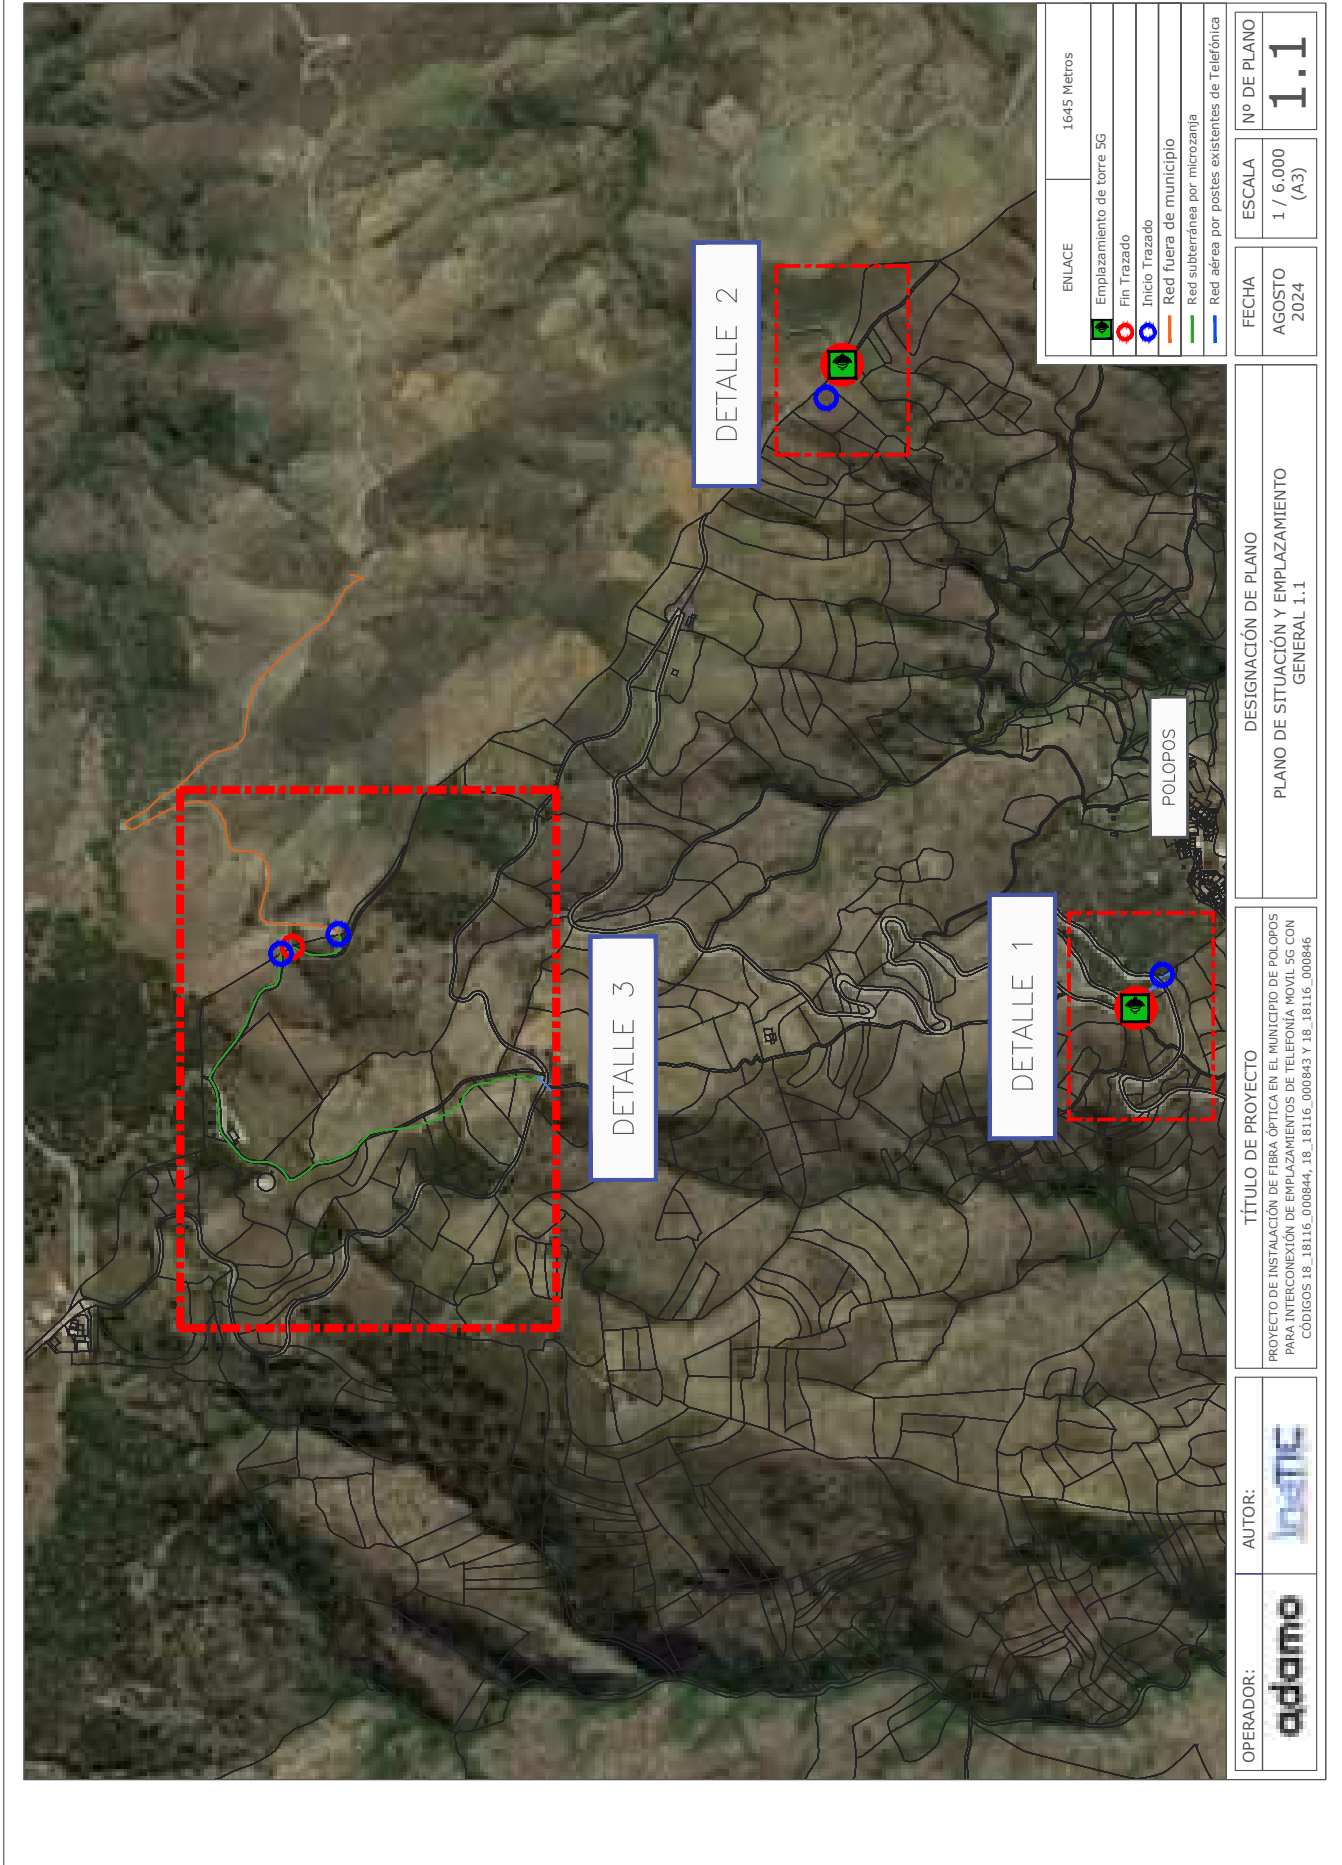 DETALLE 3
DETALLE 1
DETALLE 2
POLOPOS
ENLACE
1645 Metros
Emplazamiento de torre 5G
Fin Trazado
Inicio Trazado
Red fuera de municipio
Red subterránea por microzanja
Red aérea por postes existentes de Telefónica
OPERADOR:
adamo
AUTOR:
IneTIC
TÍTULO DE PROYECTO
PROYECTO DE INSTALACIÓN DE FIBRA ÓPTICA EN EL MUNICIPIO DE POLOPOS
PARA INTERCONEXIÓN DE EMPLAZAMIENTOS DE TELEFONÍA MOVIL 5G CON
CÓDIGOS 18_18116_000844, 18_18116_000843 Y 18_18116_000846
DESIGNACIÓN DE PLANO
PLANO DE SITUACIÓN Y EMPLAZAMIENTO
GENERAL 1.1
FECHA
AGOSTO
2024
ESCALA
1 / 6.000
(A3)
Nº DE PLANO
1.1